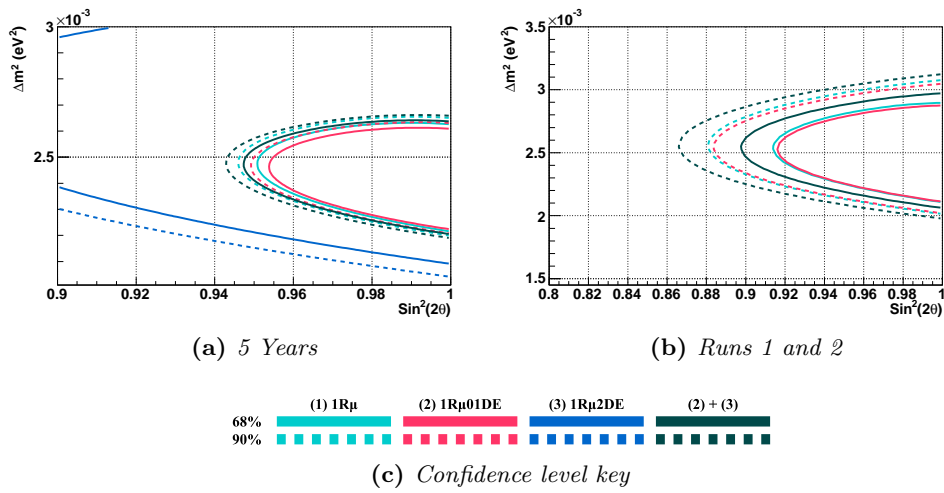 ×10⁻³
Δm² (eV²)
3
2.5
0.9 0.92 0.94 0.96 0.98 1
Sin²(2θ)
(a) 5 Years
×10⁻³
Δm² (eV²)
3.5
3
2.5
2
1.5
0.8 0.82 0.84 0.86 0.88 0.9 0.92 0.94 0.96 0.98 1
Sin²(2θ)
(b) Runs 1 and 2
(1) 1Rμ (2) 1Rμ01DE (3) 1Rμ2DE (2) + (3)
68%
90%
(c) Confidence level key